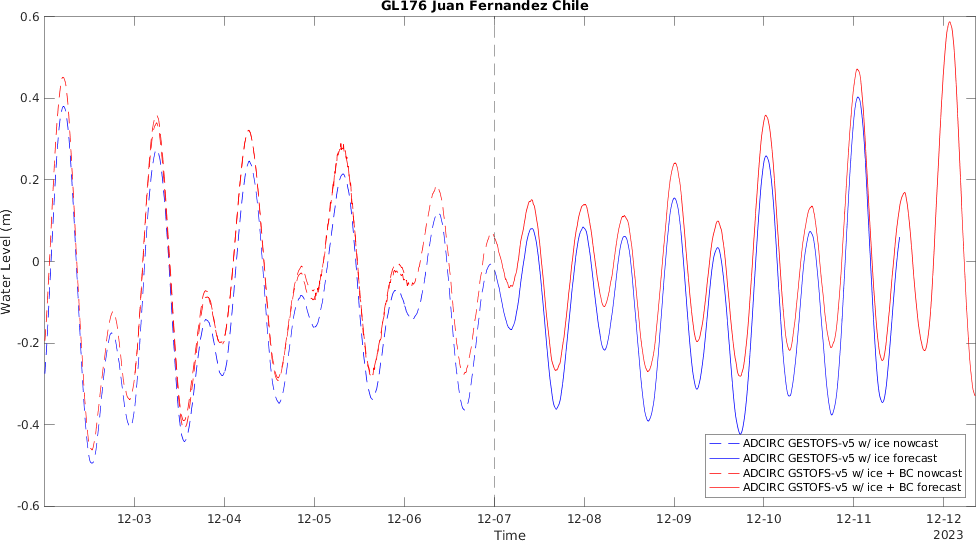 GL176 Juan Fernandez Chile
0.6
0.4
0.2
0
-0.2
-0.4
-0.6
Water Level (m)
12-03
12-04
12-05
12-06
12-07
12-08
12-09
12-10
12-11
12-12
2023
Time
ADCIRC GESTOFS-v5 w/ ice nowcast
ADCIRC GESTOFS-v5 w/ ice forecast
ADCIRC GSTOFS-v5 w/ ice + BC nowcast
ADCIRC GSTOFS-v5 w/ ice + BC forecast